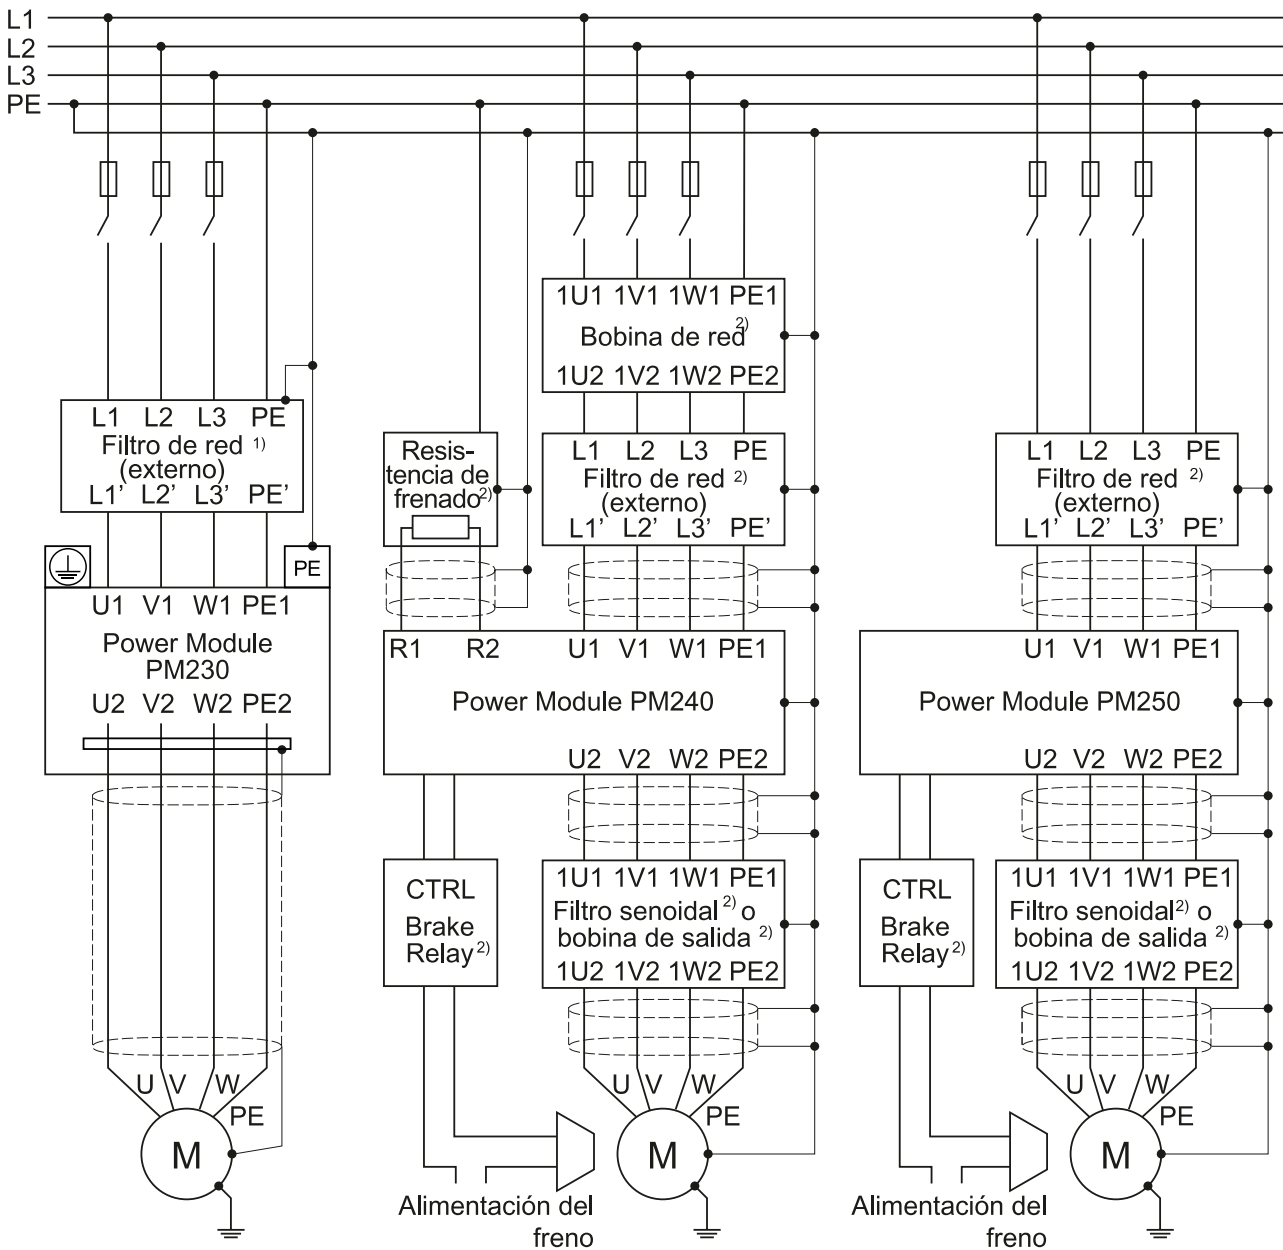 L1
L2
L3
PE
1U1 1V1 1W1 PE1
Bobina de red 2)
1U2 1V2 1W2 PE2
L1 L2 L3 PE
Filtro de red 1)
(externo)
L1’ L2’ L3’ PE’
Resis-
tencia de
frenado 2)
L1 L2 L3 PE
Filtro de red 2)
(externo)
L1’ L2’ L3’ PE’
L1 L2 L3 PE
Filtro de red 2)
(externo)
L1’ L2’ L3’ PE’
PE
U1 V1 W1 PE1
Power Module
PM230
U2 V2 W2 PE2
R1 R2 U1 V1 W1 PE1
Power Module PM240
U2 V2 W2 PE2
U1 V1 W1 PE1
Power Module PM250
U2 V2 W2 PE2
CTRL
Brake
Relay 2)
1U1 1V1 1W1 PE1
Filtro senoidal 2) o
bobina de salida 2)
1U2 1V2 1W2 PE2
CTRL
Brake
Relay 2)
1U1 1V1 1W1 PE1
Filtro senoidal 2) o
bobina de salida 2)
1U2 1V2 1W2 PE2
U V W
PE
M
U V W
PE
M
Alimentación del
freno
U V W
PE
M
Alimentación del
freno